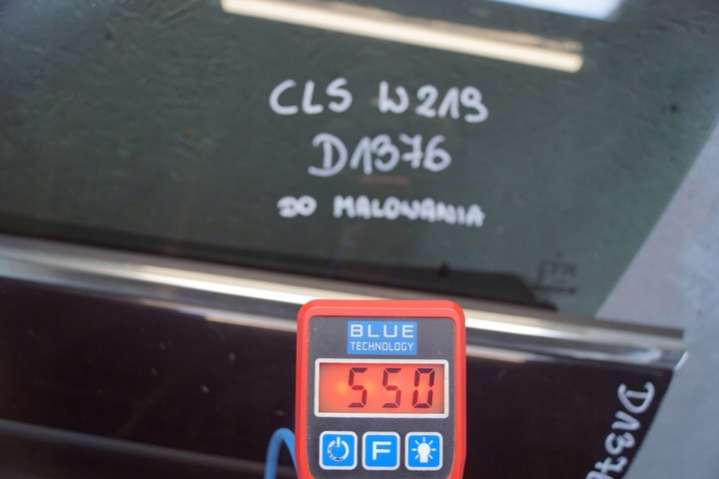 CLS W219
D1376
DO MALOWANIA
BLUE
TECHNOLOGY
550
F